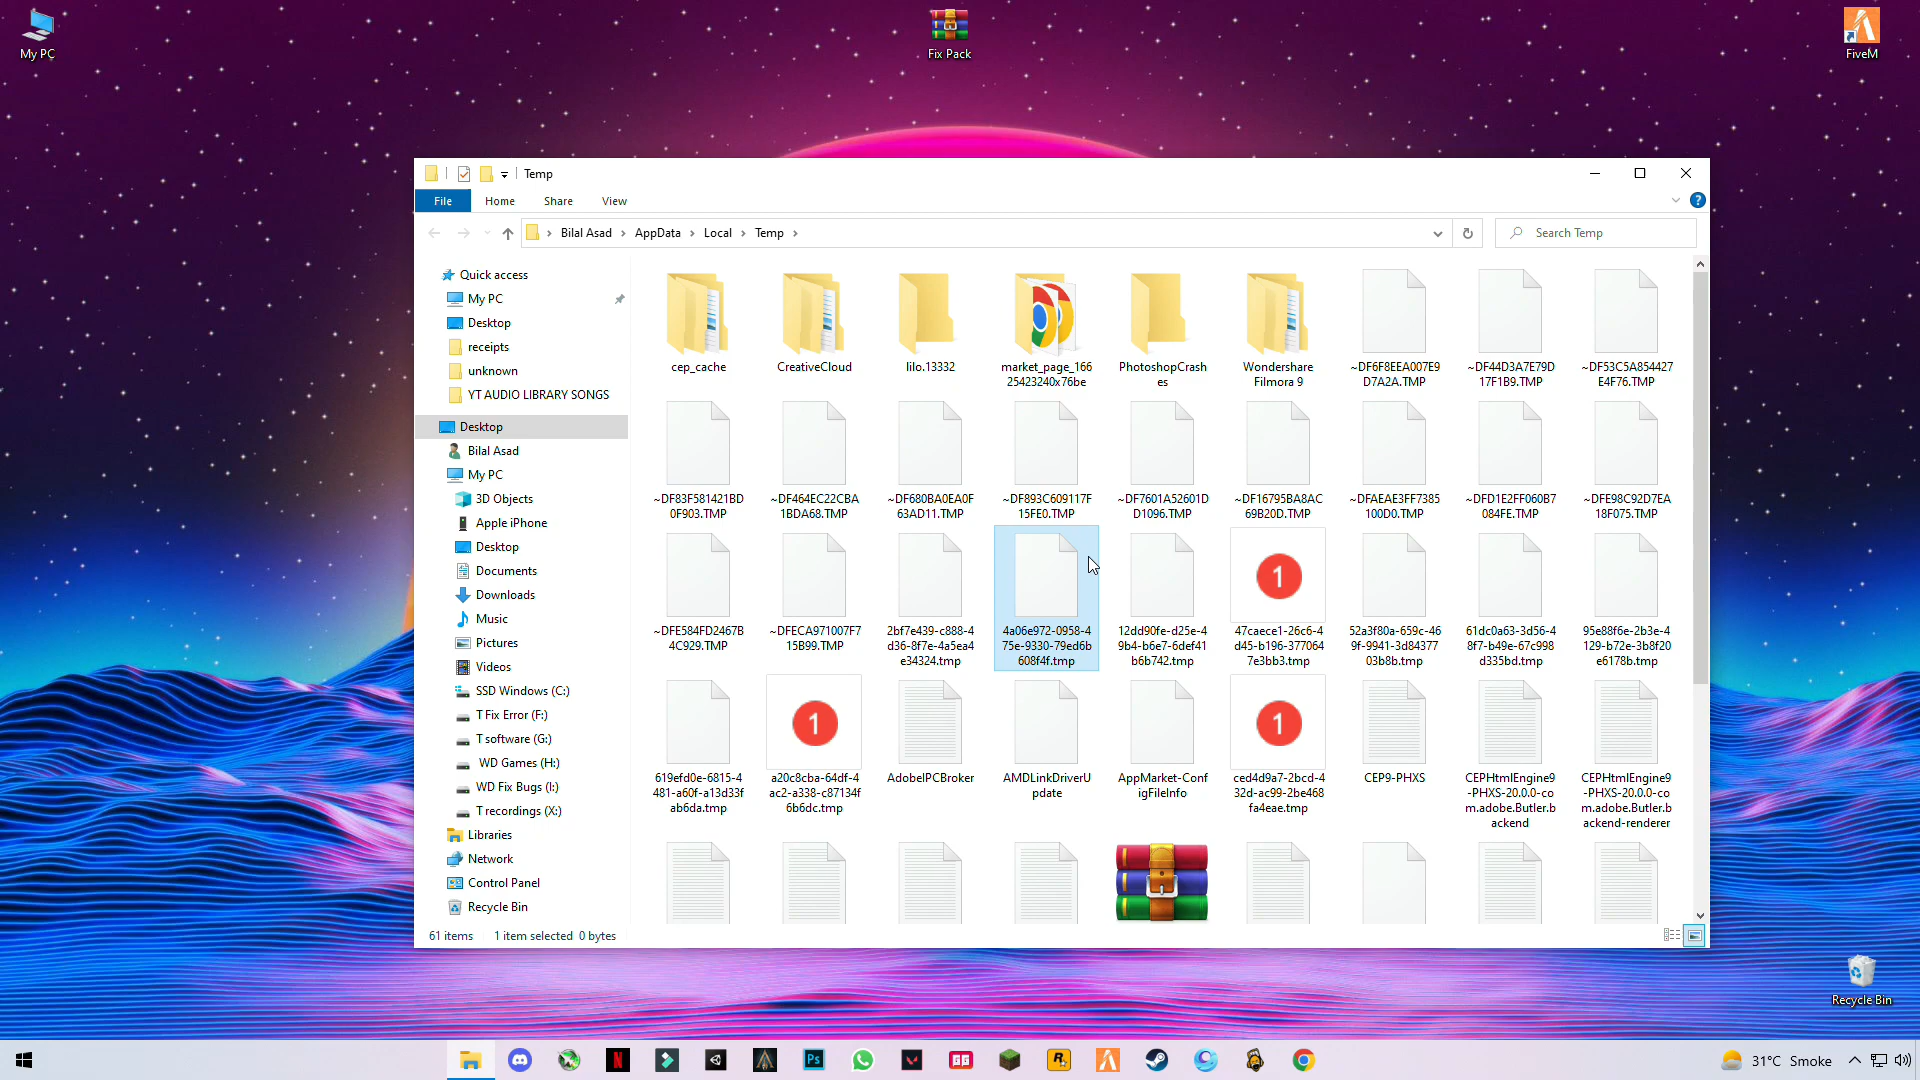 My PC
Fix Pack
FiveM
Temp
File
Home
Share
View
Bilal Asad
AppData
Local
Temp
Search Temp
Quick access
My PC
Desktop
receipts
unknown
YT AUDIO LIBRARY SONGS
Desktop
Bilal Asad
My PC
3D Objects
Apple iPhone
Desktop
Documents
Downloads
Music
Pictures
Videos
SSD Windows (C:)
T Fix Error (F:)
T software (G:)
WD Games (H:)
WD Fix Bugs (I:)
T recordings (X:)
Libraries
Network
Control Panel
Recycle Bin
cep_cache
CreativeCloud
lilo.13332
market_page_166
25423240x76be
PhotoshopCrash
es
Wondershare
Filmora 9
~DF6F8EEA007E9
D7A2A.TMP
~DF44D3A7E79D
17F1B9.TMP
~DF53C5A854427
E4F76.TMP
~DF83F581421BD
0F903.TMP
~DF464EC22CBA
1BDA68.TMP
~DF680BA0EA0F
63AD11.TMP
~DF893C609117F
15FE0.TMP
~DF7601A52601D
D1096.TMP
~DF16795BA8AC
69B20D.TMP
~DFAEAE3FF7385
100D0.TMP
~DFD1E2FF060B7
084FE.TMP
~DFE98C92D7EA
18F075.TMP
~DFE584FD2467B
4C929.TMP
~DFECA971007F7
15B99.TMP
2bf7e439-c888-4
d36-8f7e-4a5ea4
e34324.tmp
4a06e972-0958-4
75e-9330-79ed6b
608f4f.tmp
12dd90fe-d25e-4
9b4-b6e7-6def41
b6b742.tmp
1
47caece1-26c6-4
d45-b196-377064
7e3bb3.tmp
52a3f80a-659c-46
9f-9941-3d84377
03b8b.tmp
61dc0a63-3d56-4
8f7-b49e-67c998
d335bd.tmp
95e88f6e-2b3e-4
129-b72e-3b8f20
e6178b.tmp
619efd0e-6815-4
481-a60f-a13d33f
ab6da.tmp
1
a20c8cba-64df-4
ac2-a338-c87134f
6b6dc.tmp
AdobeIPCBroker
AMDLinkDriverU
pdate
AppMarket-Conf
igFileInfo
1
ced4d9a7-2bcd-4
32d-ac99-2be468
fa4eae.tmp
CEP9-PHXS
CEPHtmlEngine9
-PHXS-20.0.0-co
m.adobe.Butler.b
ackend
CEPHtmlEngine9
-PHXS-20.0.0-co
m.adobe.Butler.b
ackend-renderer
61 items
1 item selected 0 bytes
Recycle Bin
31°C Smoke